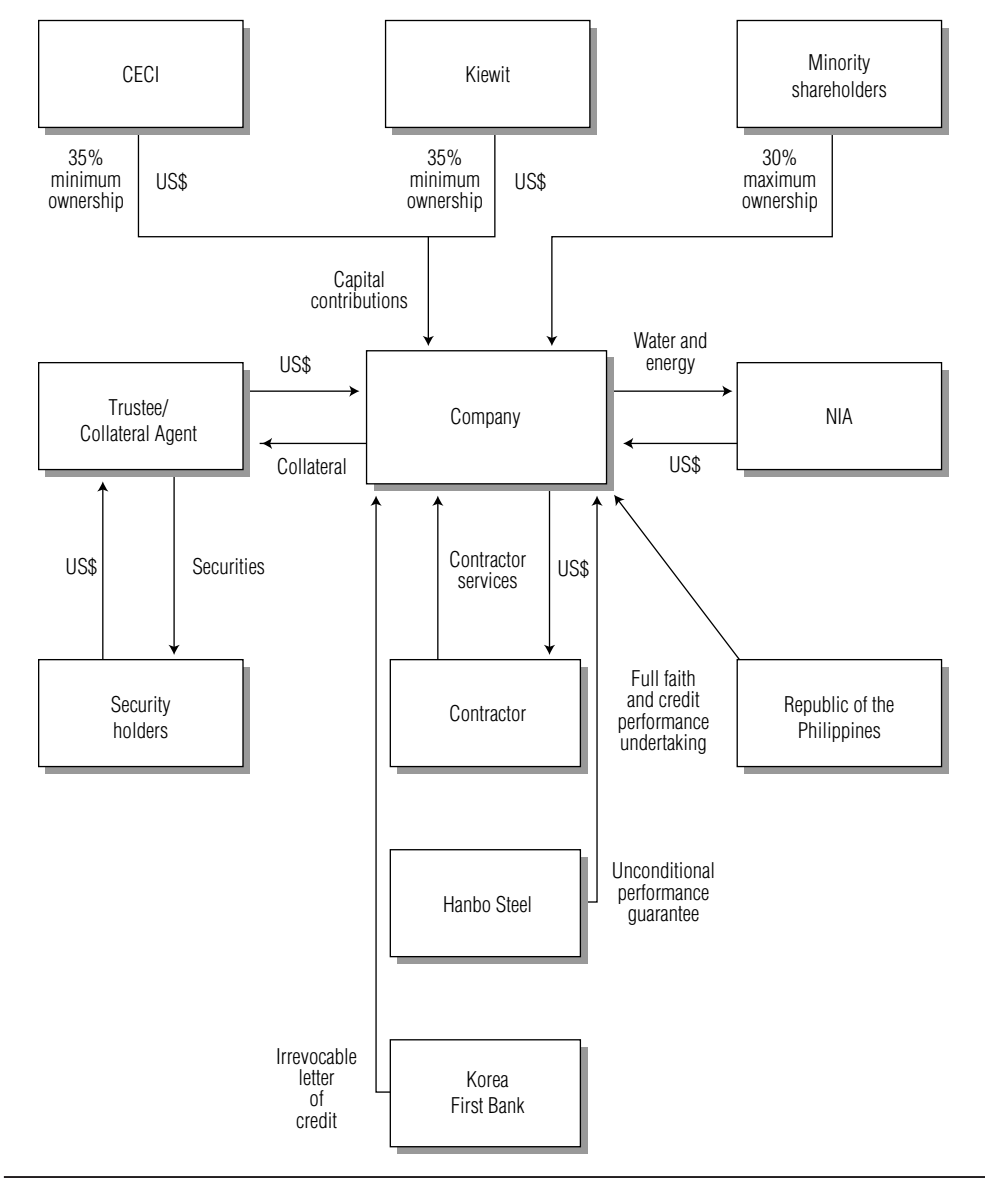 CECI
Kiewit
Minority
shareholders
35%
minimum
ownership
US$
35%
minimum
ownership
US$
30%
maximum
ownership
Capital
contributions
Water and
energy
US$
Trustee/
Collateral Agent
Company
NIA
Collateral
US$
US$
Securities
Contractor
services
US$
Security
holders
Contractor
Full faith
and credit
performance
undertaking
Republic of the
Philippines
Hanbo Steel
Unconditional
performance
guarantee
Irrevocable
letter
of
credit
Korea
First Bank